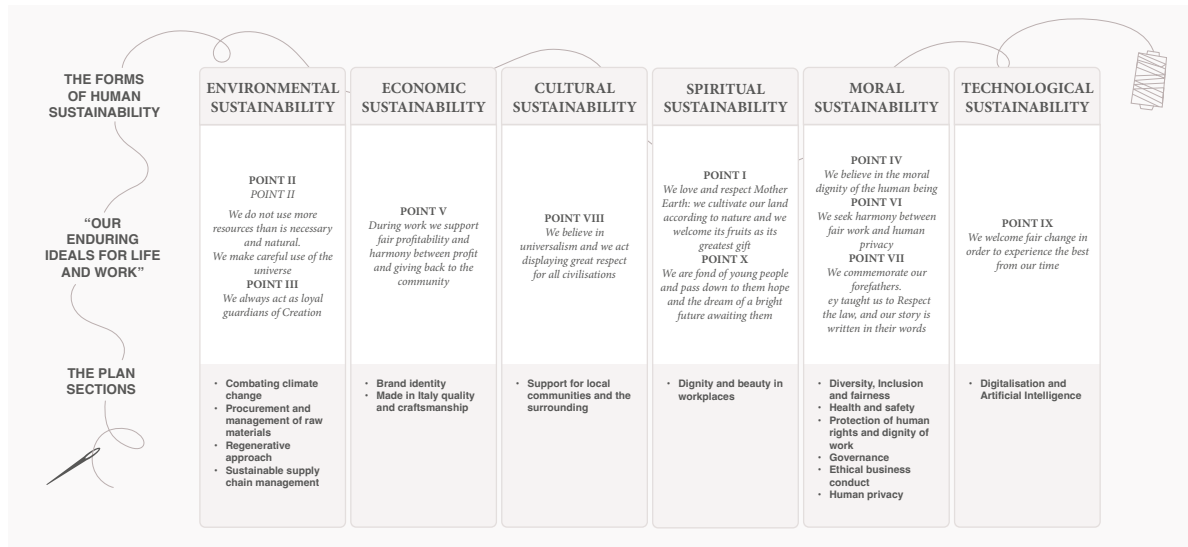 THE FORMS
OF HUMAN
SUSTAINABILITY
ENVIRONMENTAL
SUSTAINABILITY
ECONOMIC
SUSTAINABILITY
CULTURAL
SUSTAINABILITY
SPIRITUAL
SUSTAINABILITY
MORAL
SUSTAINABILITY
TECHNOLOGICAL
SUSTAINABILITY
“OUR
ENDURING
IDEALS FOR LIFE
AND WORK”
POINT II
POINT II
We do not use more
resources than is necessary
and natural.
We make careful use of the
universe
POINT III
We always act as loyal
guardians of Creation
POINT V
During work we support
fair profitability and
harmony between profit
and giving back to the
community
POINT VIII
We believe in
universalism and we act
displaying great respect
for all civilisations
POINT I
We love and respect Mother
Earth: we cultivate our land
according to nature and we
welcome its fruits as its
greatest gift
POINT X
We are fond of young people
and pass down to them hope
and the dream of a bright
future awaiting them
POINT IV
We believe in the moral
dignity of the human being
POINT VI
We seek harmony between
fair work and human
privacy
POINT VII
We commemorate our
forefathers.
ey taught us to Respect
the law, and our story is
written in their words
POINT IX
We welcome fair change in
order to experience the best
from our time
THE PLAN
SECTIONS
• Combating climate
change
• Procurement and
management of raw
materials
• Regenerative
approach
• Sustainable supply
chain management
• Brand identity
• Made in Italy quality
and craftsmanship
• Support for local
communities and the
surrounding
• Dignity and beauty in
workplaces
• Diversity, Inclusion
and fairness
• Health and safety
• Protection of human
rights and dignity of
work
• Governance
• Ethical business
conduct
• Human privacy
• Digitalisation and
Artificial Intelligence